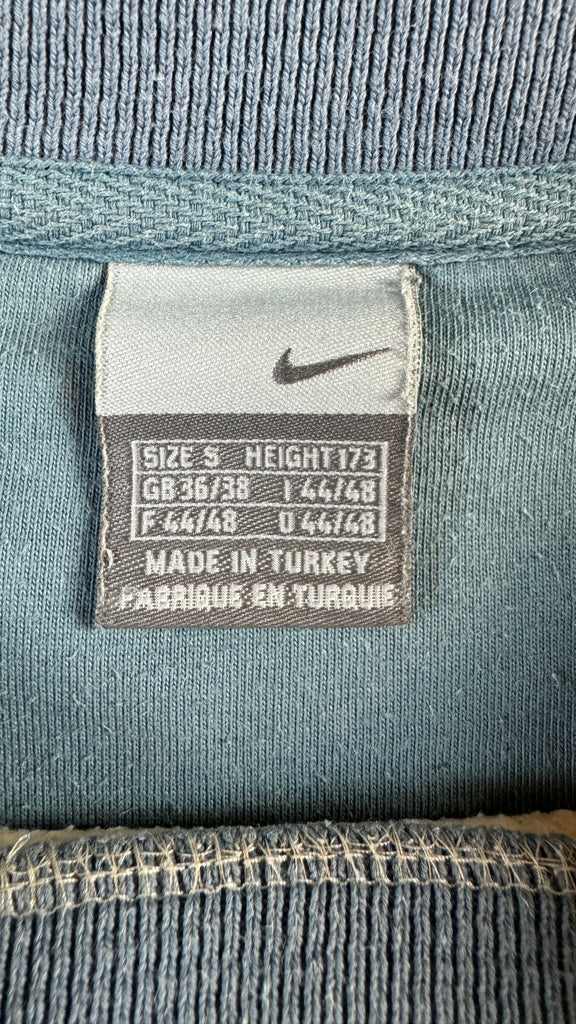 SIZE S HEIGHT 173
GB 36/38 I 44/48
F 44/48 D 44/48
MADE IN TURKEY
FABRIQUE EN TURQUIE